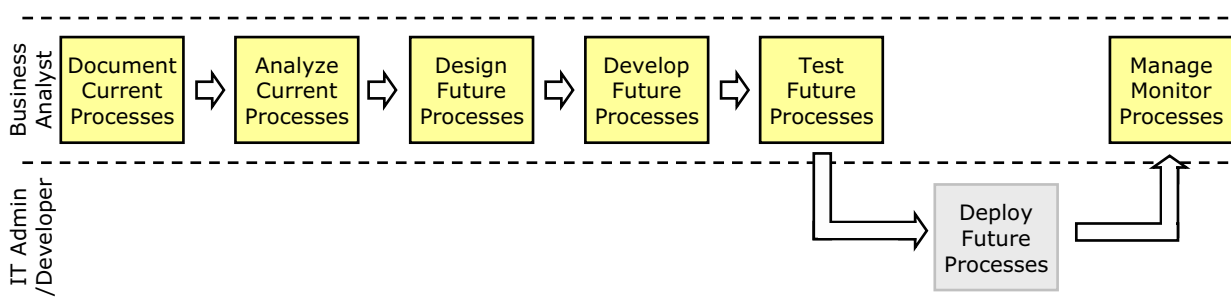 Business
Analyst
Document
Current
Processes
Analyze
Current
Processes
Design
Future
Processes
Develop
Future
Processes
Test
Future
Processes
Manage
Monitor
Processes
IT Admin
/Developer
Deploy
Future
Processes